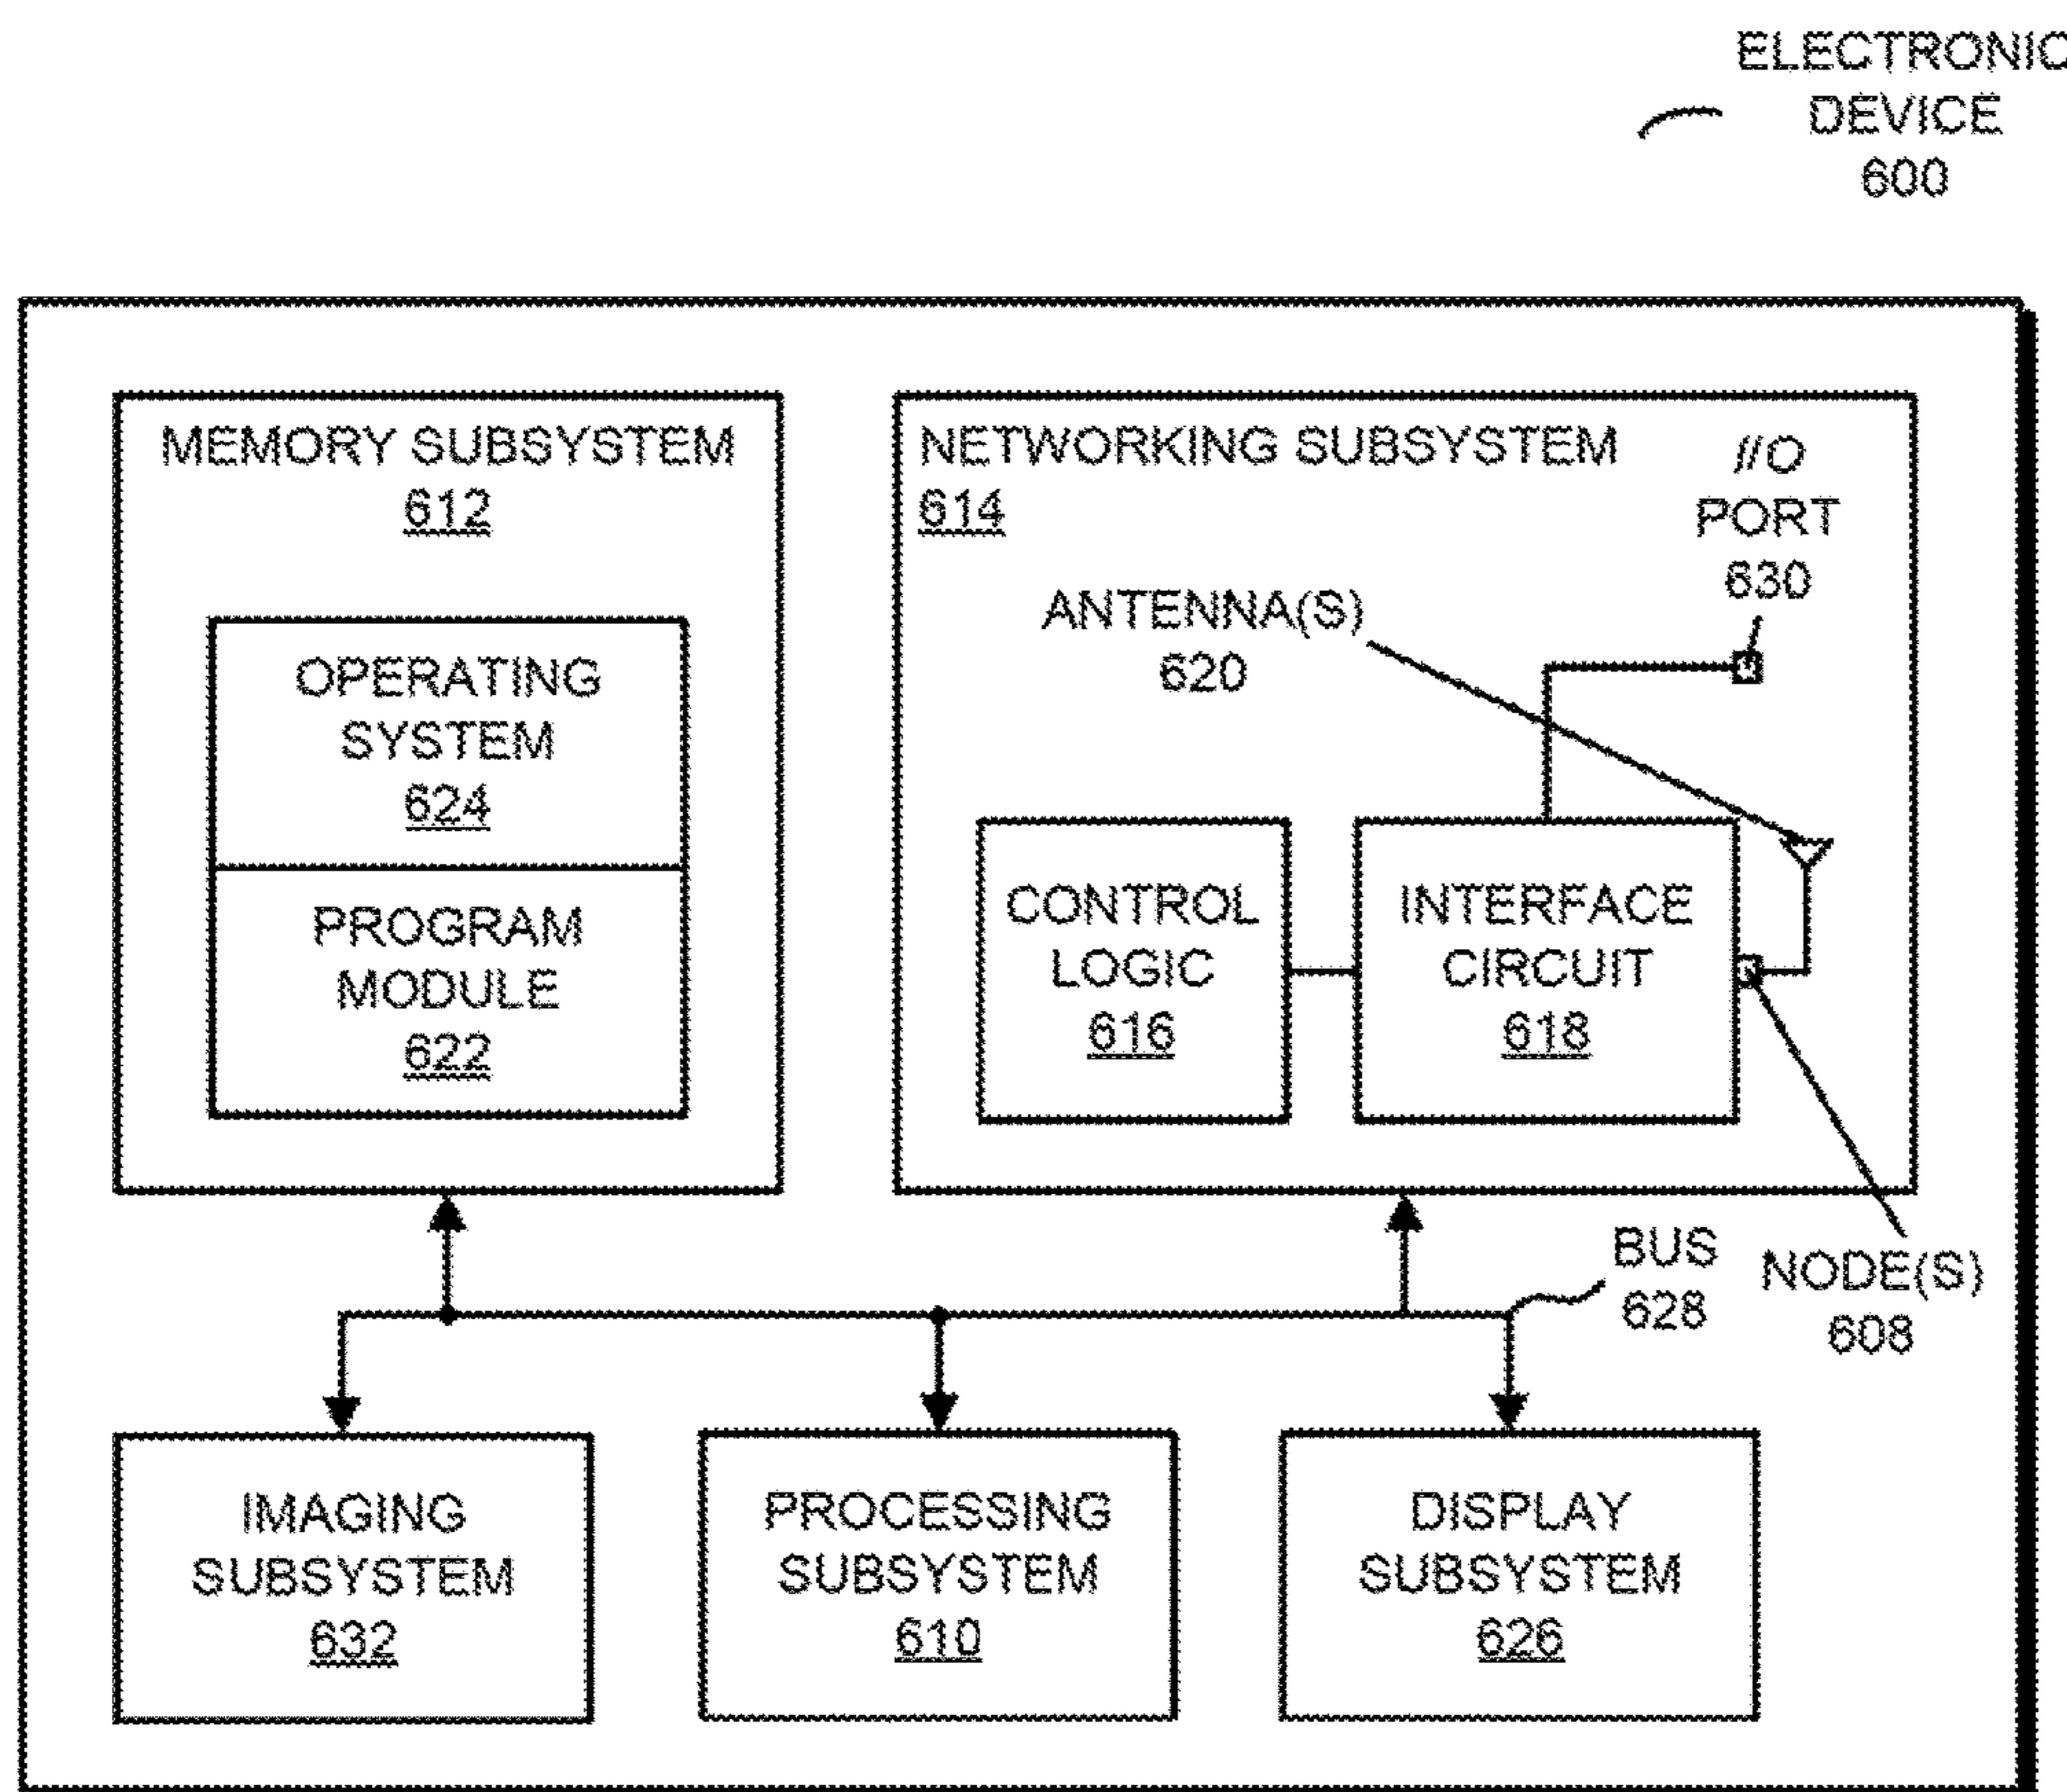 ELECTRONIC
DEVICE
600
MEMORY SUBSYSTEM
612
OPERATING
SYSTEM
624
PROGRAM
MODULE
622
NETWORKING SUBSYSTEM
614
I/O
PORT
630
ANTENNA(S)
620
CONTROL
LOGIC
616
INTERFACE
CIRCUIT
618
BUS
628
NODE(S)
608
IMAGING
SUBSYSTEM
632
PROCESSING
SUBSYSTEM
610
DISPLAY
SUBSYSTEM
626